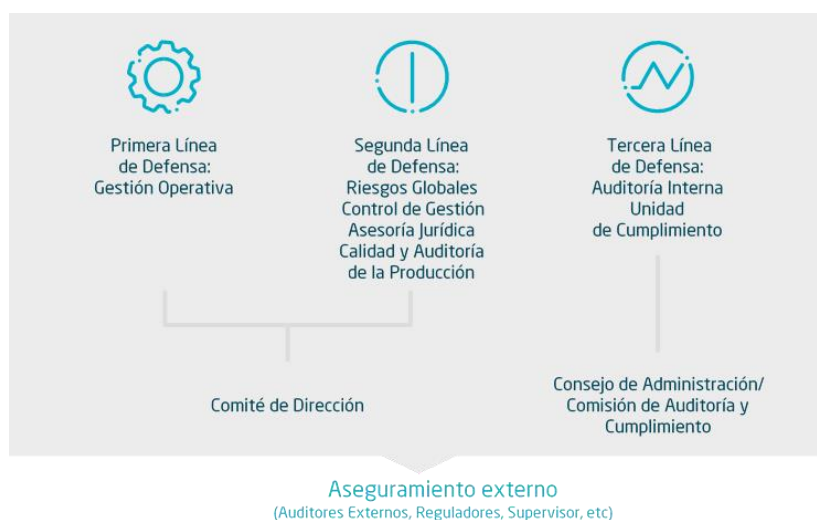 Primera Línea
de Defensa:
Gestión Operativa
Segunda Línea
de Defensa:
Riesgos Globales
Control de Gestión
Asesoría Jurídica
Calidad y Auditoría
de la Producción
Tercera Línea
de Defensa:
Auditoría Interna
Unidad
de Cumplimiento
Comité de Dirección
Consejo de Administración/
Comisión de Auditoría y
Cumplimiento
Aseguramiento externo
(Auditores Externos, Reguladores, Supervisor, etc)